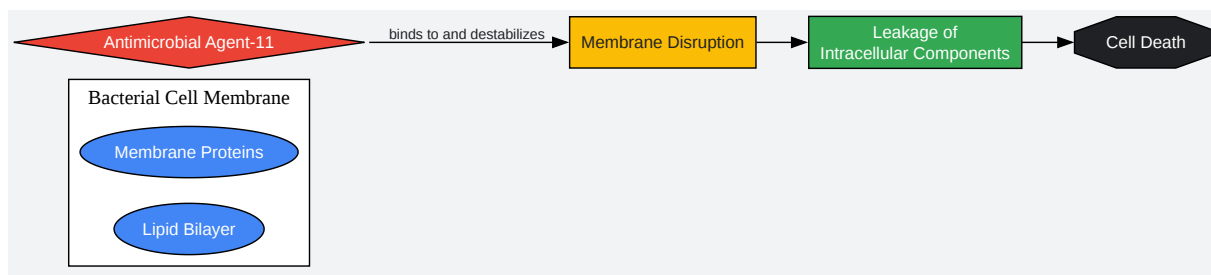 Antimicrobial Agent-11
binds to and destabilizes
Membrane Disruption
Leakage of
Intracellular Components
Cell Death
Bacterial Cell Membrane
Membrane Proteins
Lipid Bilayer